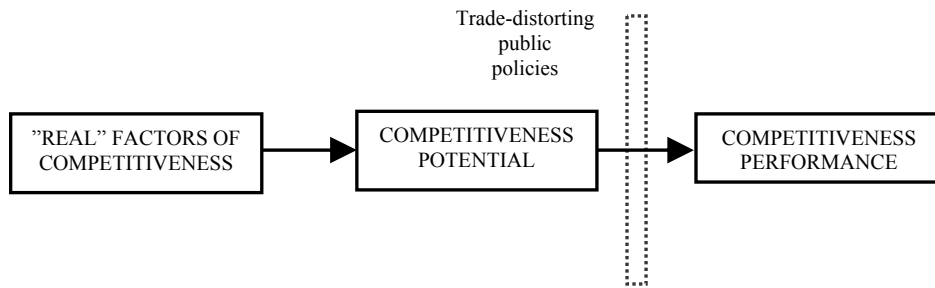 Trade-distorting
public
policies
”REAL” FACTORS OF
COMPETITIVENESS
COMPETITIVENESS
POTENTIAL
COMPETITIVENESS
PERFORMANCE